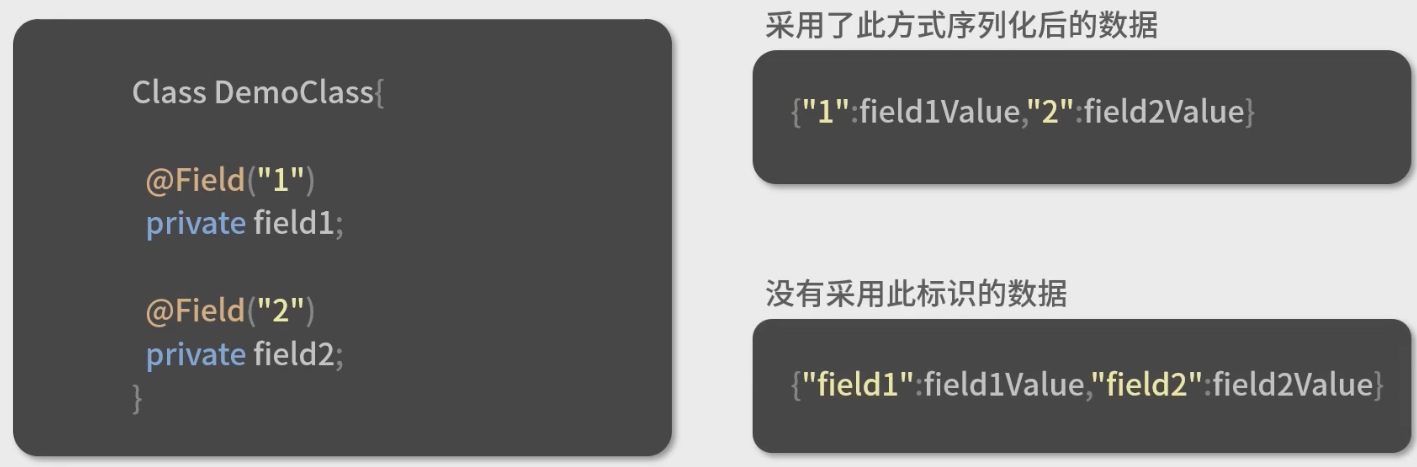 Class DemoClass{
@Field("1")
private field1;
@Field("2")
private field2;
}
采用了此方式序列化后的数据
{"1":field1Value,"2":field2Value}
没有采用此标识的数据
{"field1":field1Value,"field2":field2Value}